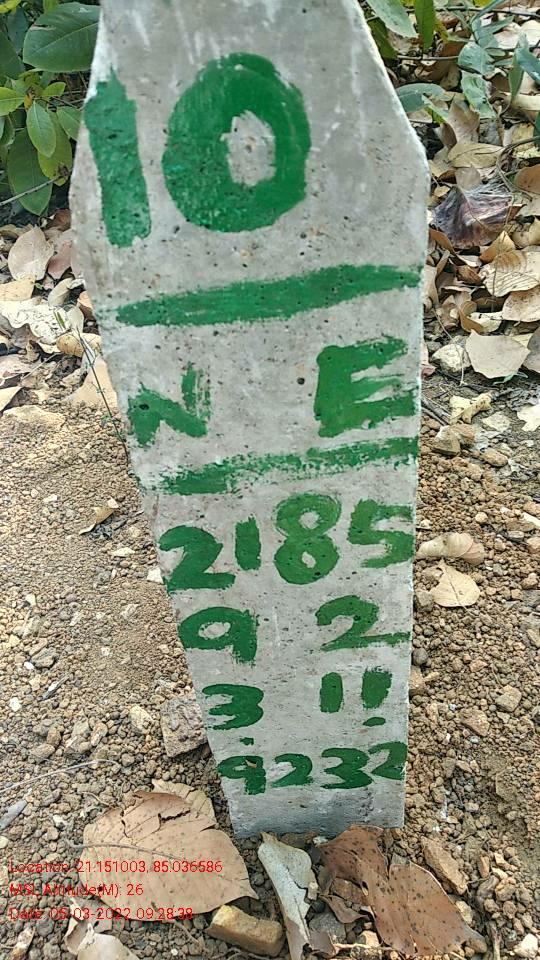 10
N E
21 85
9 2
3 11
.9 .9232
Location: 21.151003, 85.036586
MSL Altitude(M): 26
Date: 05-03-2022 09:28:38